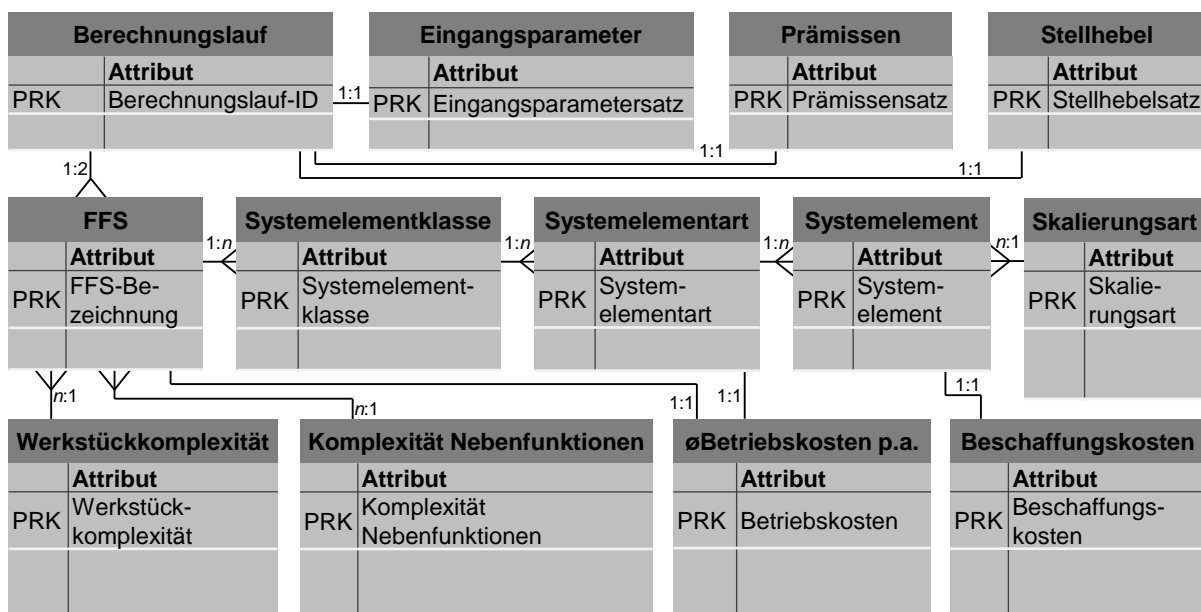 Berechnungslauf
Attribut
PRK Berechnungslauf-ID
1:1
Eingangsparameter
Attribut
PRK Eingangsparametersatz
Prämissen
Attribut
PRK Prämissensatz
Stellhebel
Attribut
PRK Stellhebelsatz
1:1
1:1
1:2
FFS
Attribut
PRK FFS-Be-
zeichnung
1:n
Systemelementklasse
Attribut
PRK Systemelement-
klasse
1:n
Systemelementart
Attribut
PRK System-
elementart
1:n
Systemelement
Attribut
PRK System-
element
n:1
Skalierungsart
Attribut
PRK Skalie-
rungsart
n:1
n:1
1:1
1:1
1:1
Werkstückkomplexität
Attribut
PRK Werkstück-
komplexität
Komplexität Nebenfunktionen
Attribut
PRK Komplexität
Nebenfunktionen
øBetriebskosten p.a.
Attribut
PRK Betriebskosten
Beschaffungskosten
Attribut
PRK Beschaffungs-
kosten